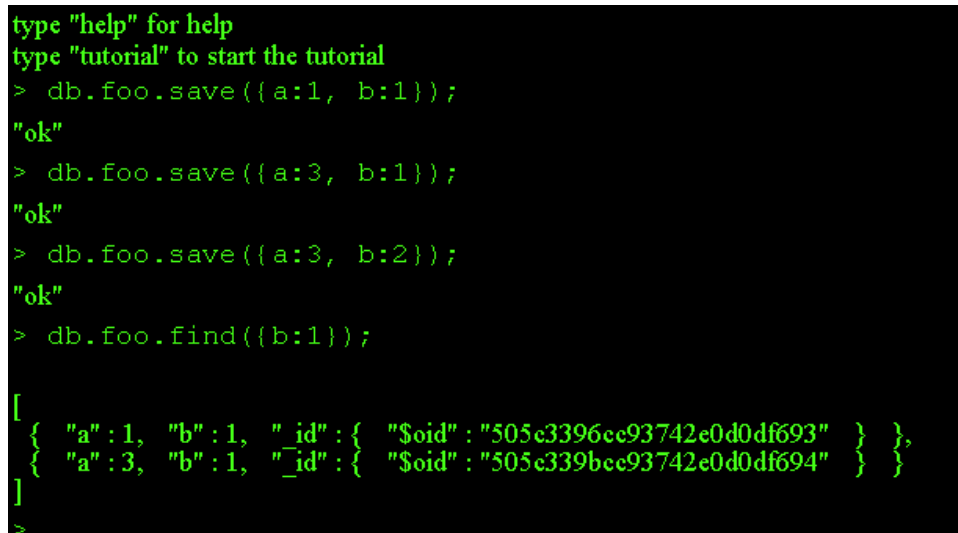 type "help" for help
type "tutorial" to start the tutorial
> db.foo.save({a:1, b:1});
"ok"
> db.foo.save({a:3, b:1});
"ok"
> db.foo.save({a:3, b:2});
"ok"
> db.foo.find({b:1});
[
{ "a" : 1, "b" : 1, "_id" : { "$oid" : "505c3396cc93742e0d0df693" } },
{ "a" : 3, "b" : 1, "_id" : { "$oid" : "505c339bcc93742e0d0df694" } }
]
>